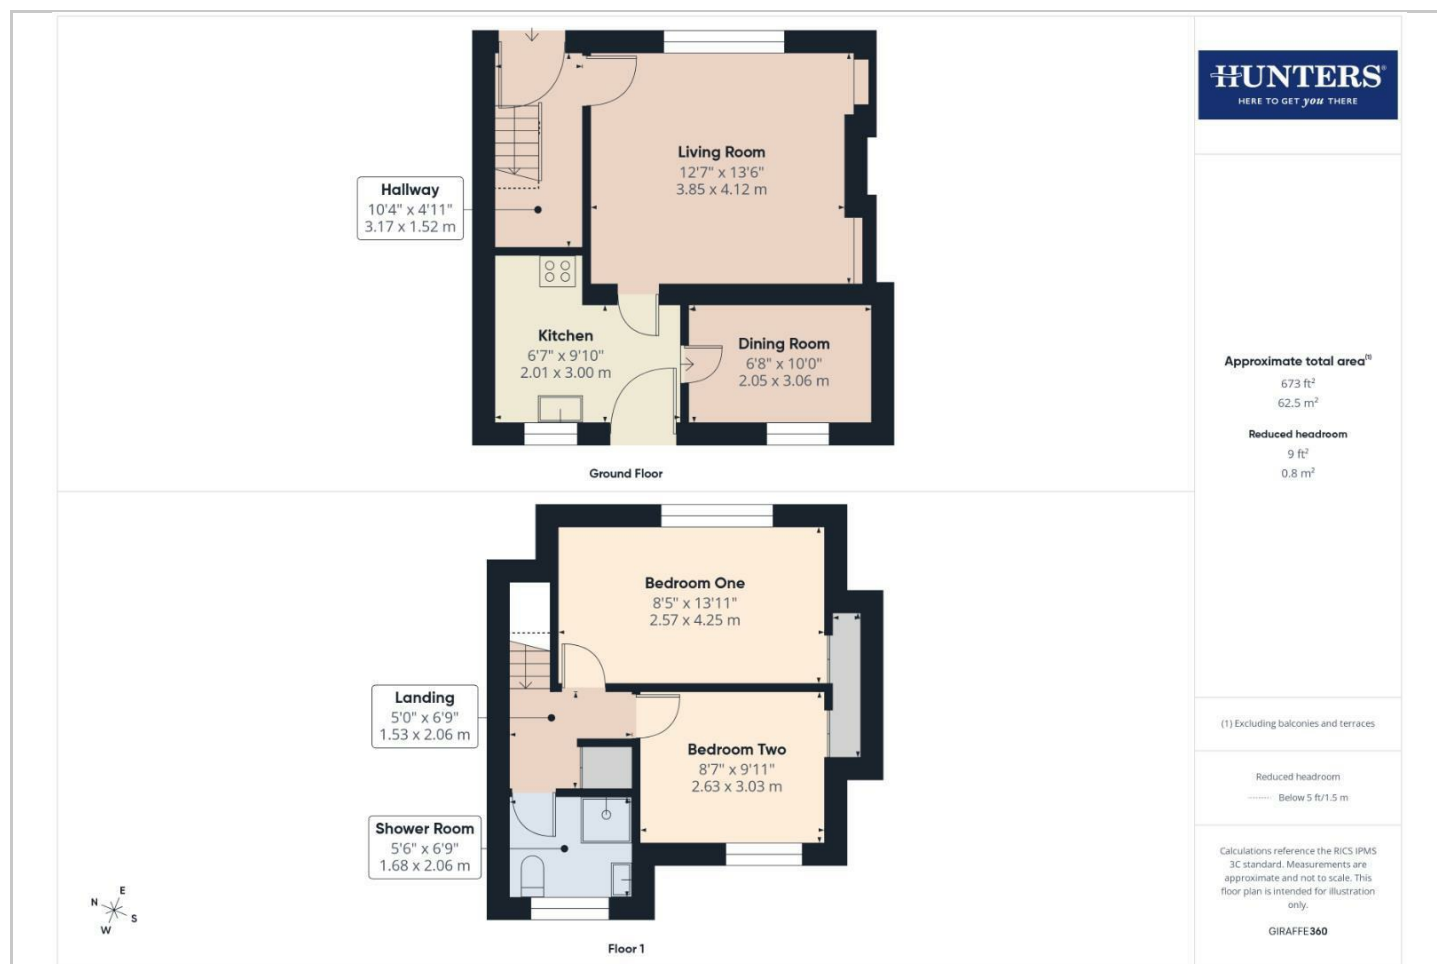 Hallway
10'4" x 4'11"
3.17 x 1.52 m
Living Room
12'7" x 13'6"
3.85 x 4.12 m
Kitchen
6'7" x 9'10"
2.01 x 3.00 m
Dining Room
6'8" x 10'0"
2.05 x 3.06 m
Ground Floor
Bedroom One
8'5" x 13'11"
2.57 x 4.25 m
Landing
5'0" x 6'9"
1.53 x 2.06 m
Bedroom Two
8'7" x 9'11"
2.63 x 3.03 m
Shower Room
5'6" x 6'9"
1.68 x 2.06 m
Floor 1
N
E
S
W
HUNTERS®
HERE TO GET you THERE
Approximate total area(1)
673 ft²
62.5 m²
Reduced headroom
9 ft²
0.8 m²
(1) Excluding balconies and terraces
Reduced headroom
Below 5 ft/1.5 m
Calculations reference the RICS IPMS
3C standard. Measurements are
approximate and not to scale. This
floor plan is intended for illustration
only.
GIRAFFE360